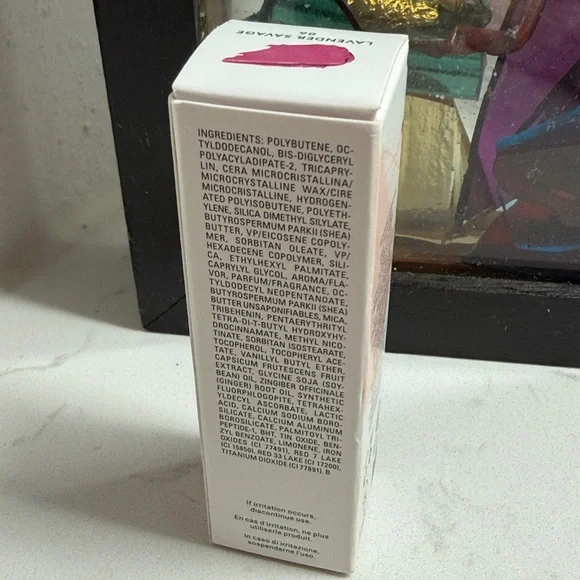 LAVENDER SAVAGE
06
INGREDIENTS: POLYBUTENE, OC-
TYLDODECANOL, BIS-DIGLYCERYL
POLYACYLADIPATE-2, TRICAPRY-
LIN, CERA MICROCRISTALLINA/
MICROCRYSTALLINE WAX/CIRE
MICROCRISTALLINE, HYDROGEN-
ATED POLYISOBUTENE, POLYETH-
YLENE, SILICA DIMETHYL SILYLATE,
BUTYROSPERMUM PARKII (SHEA)
BUTTER, VP/EICOSENE COPOLY-
MER, SORBITAN OLEATE, VP/
HEXADECENE COPOLYMER, SILI-
CA, ETHYLHEXYL PALMITATE,
CAPRYLYL GLYCOL, AROMA/FLA-
VOR, PARFUM/FRAGRANCE, OC-
TYLDODECYL NEOPENTANOATE,
BUTYROSPERMUM PARKII (SHEA)
BUTTER UNSAPONIFIABLES, MICA,
TRIBEHENIN, PENTAERYTHRITYL
TETRA-DI-T-BUTYL HYDROXYHY-
DROCINNAMATE, METHYL NICO-
TINATE, SORBITAN ISOSTEARATE,
TOCOPHEROL, TOCOPHERYL ACE-
TATE, VANILLYL BUTYL ETHER,
CAPSICUM FRUTESCENS FRUIT
EXTRACT, GLYCINE SOJA (SOY-
BEAN) OIL, ZINGIBER OFFICINALE
(GINGER) ROOT OIL, SYNTHETIC
FLUORPHLOGOPITE, TETRAHEX-
YLDECYL ASCORBATE, LACTIC
ACID, CALCIUM SODIUM BORO-
SILICATE, CALCIUM ALUMINUM
BOROSILICATE, PALMITOYL TRI-
PEPTIDE-1, BHT, TIN OXIDE, BEN-
ZYL BENZOATE, LIMONENE, IRON
OXIDES (CI 77491), RED 7 LAKE
(CI 15850), RED 33 LAKE (CI 17200),
TITANIUM DIOXIDE (CI 77891). B
If irritation occurs,
discontinue use.
En cas d'irritation, ne plus
utiliserle produit.
In caso di irritazione,
sospenderne l'uso.